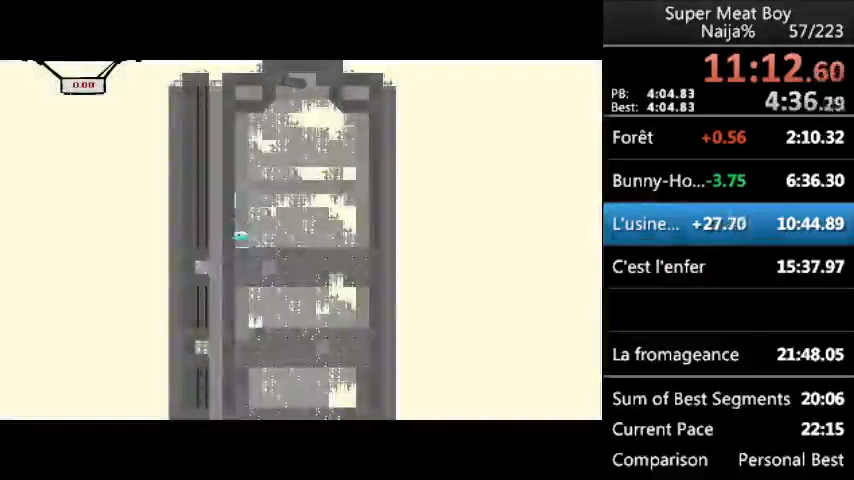 Super Meat Boy
Naija% 57/223
0.00
11:12.60
PB: 4:04.83
Best: 4:04.83
4:36.29
Forêt +0.56 2:10.32
Bunny-Ho... -3.75 6:36.30
L'usine... +27.70 10:44.89
C'est l'enfer 15:37.97
La fromageance 21:48.05
Sum of Best Segments 20:06
Current Pace 22:15
Comparison Personal Best